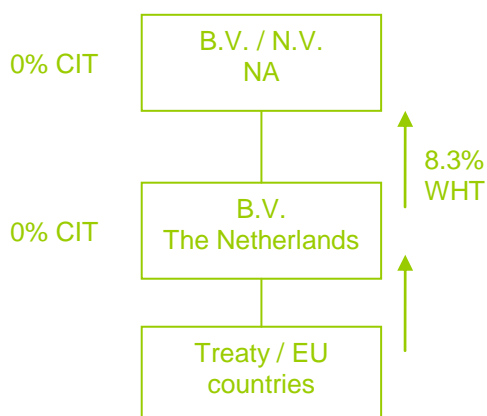 B.V. / N.V.
NA
0% CIT
8.3%
WHT
B.V.
The Netherlands
0% CIT
Treaty / EU
countries